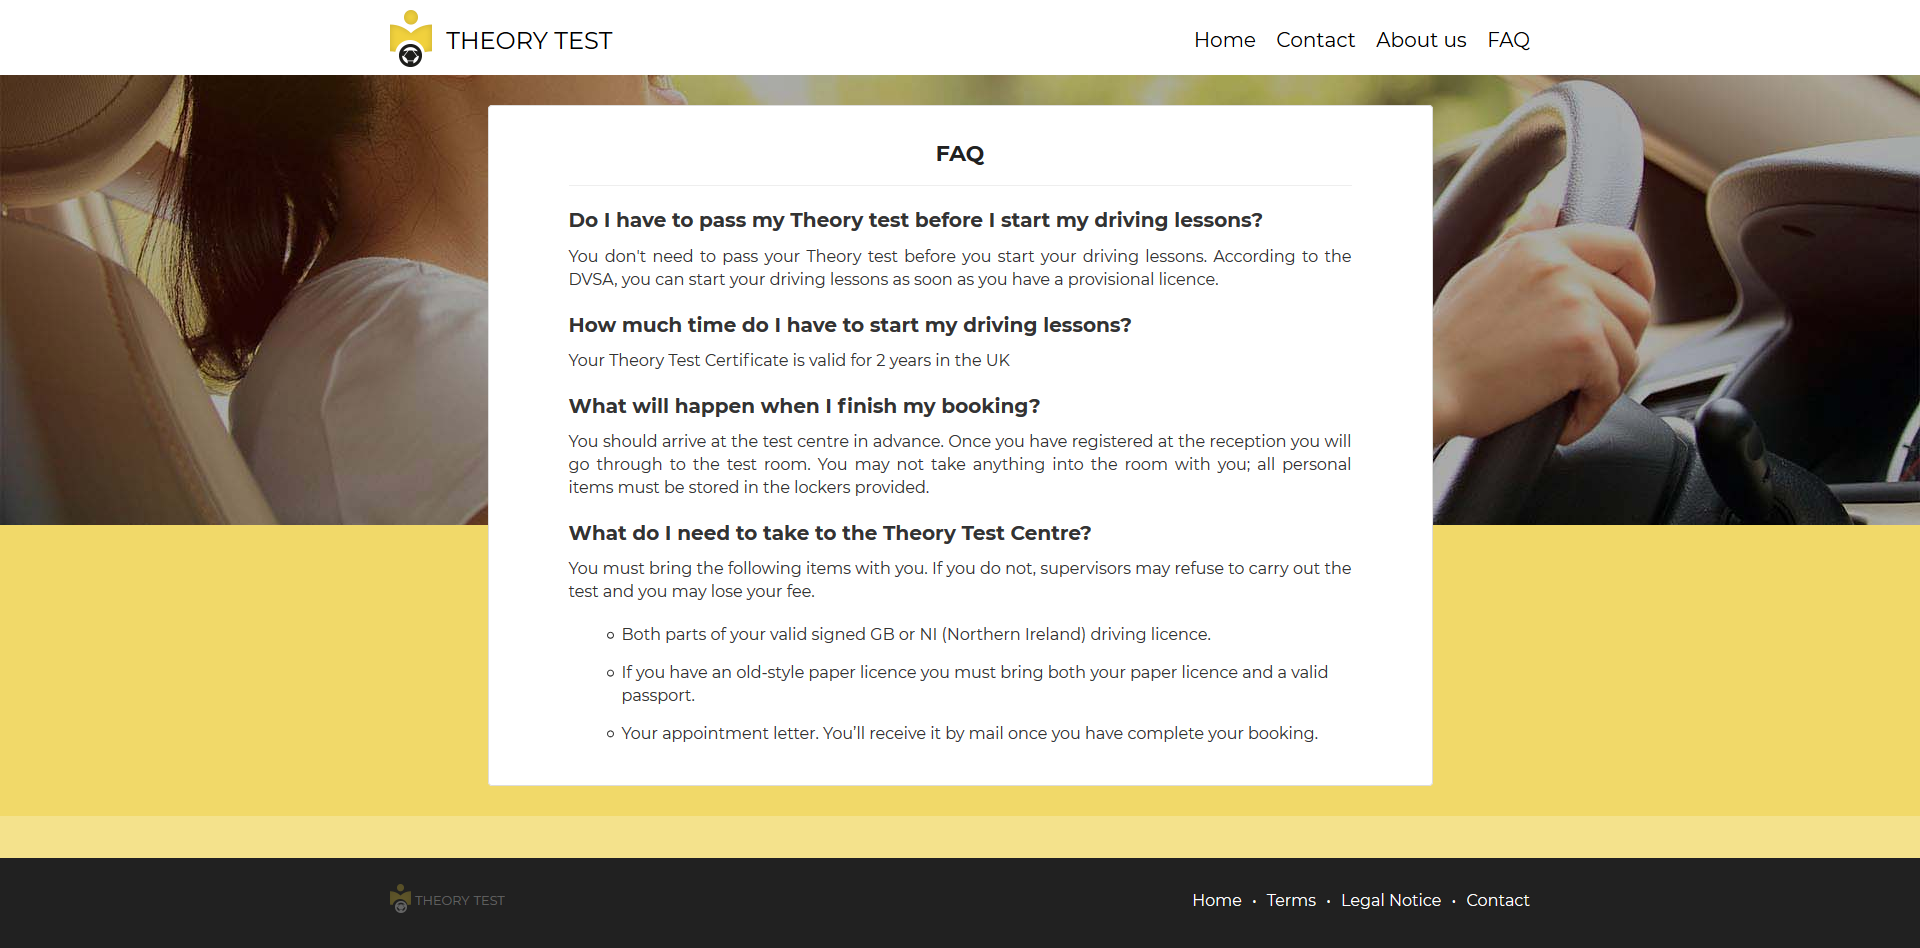 THEORY TEST
Home Contact About us FAQ
FAQ
Do I have to pass my Theory test before I start my driving lessons?
You don't need to pass your Theory test before you start your driving lessons. According to the
DVSA, you can start your driving lessons as soon as you have a provisional licence.
How much time do I have to start my driving lessons?
Your Theory Test Certificate is valid for 2 years in the UK
What will happen when I finish my booking?
You should arrive at the test centre in advance. Once you have registered at the reception you will
go through to the test room. You may not take anything into the room with you; all personal
items must be stored in the lockers provided.
What do I need to take to the Theory Test Centre?
You must bring the following items with you. If you do not, supervisors may refuse to carry out the
test and you may lose your fee.
Both parts of your valid signed GB or NI (Northern Ireland) driving licence.
If you have an old-style paper licence you must bring both your paper licence and a valid
passport.
Your appointment letter. You’ll receive it by mail once you have complete your booking.
THEORY TEST
Home • Terms • Legal Notice • Contact